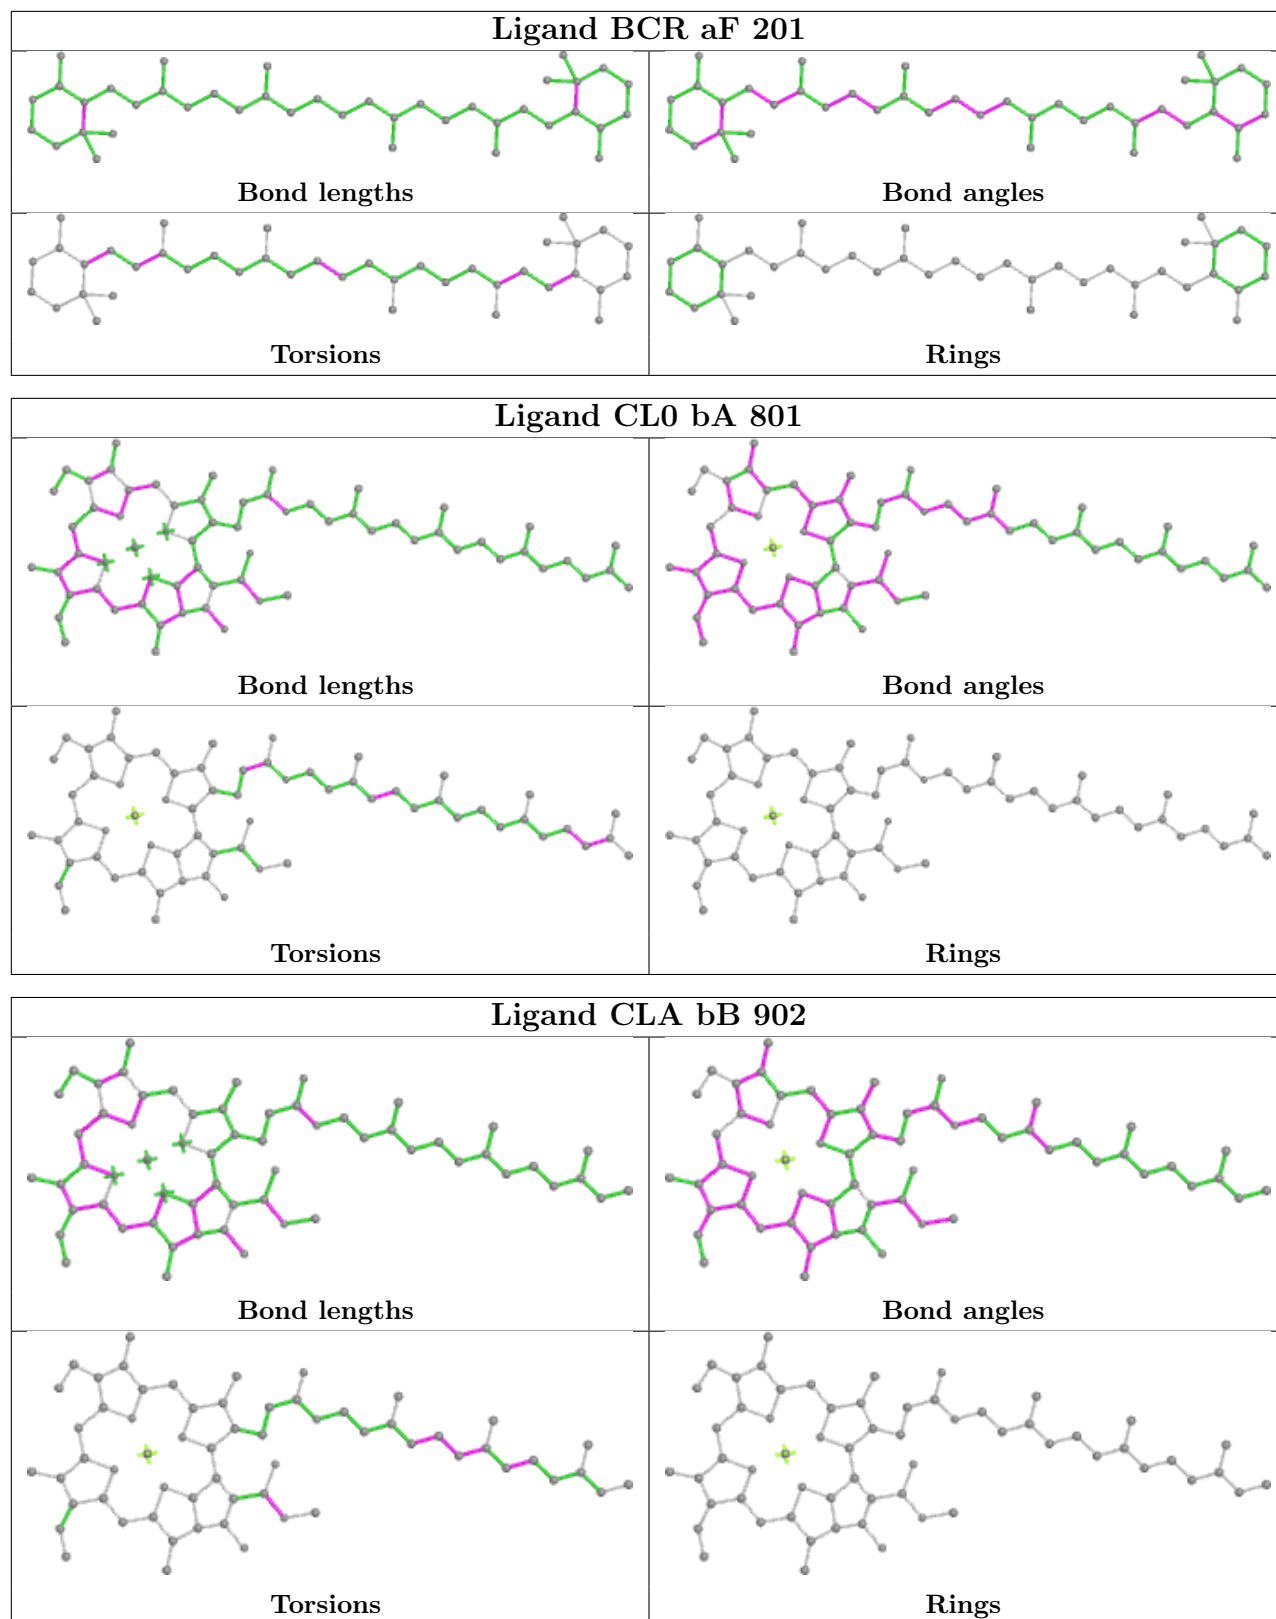 Ligand BCR aF 201
Bond lengths
Bond angles
Torsions
Rings
Ligand CL0 bA 801
Bond lengths
Bond angles
Torsions
Rings
Ligand CLA bB 902
Bond lengths
Bond angles
Torsions
Rings